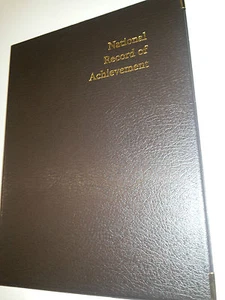 National
Record of
Achievement